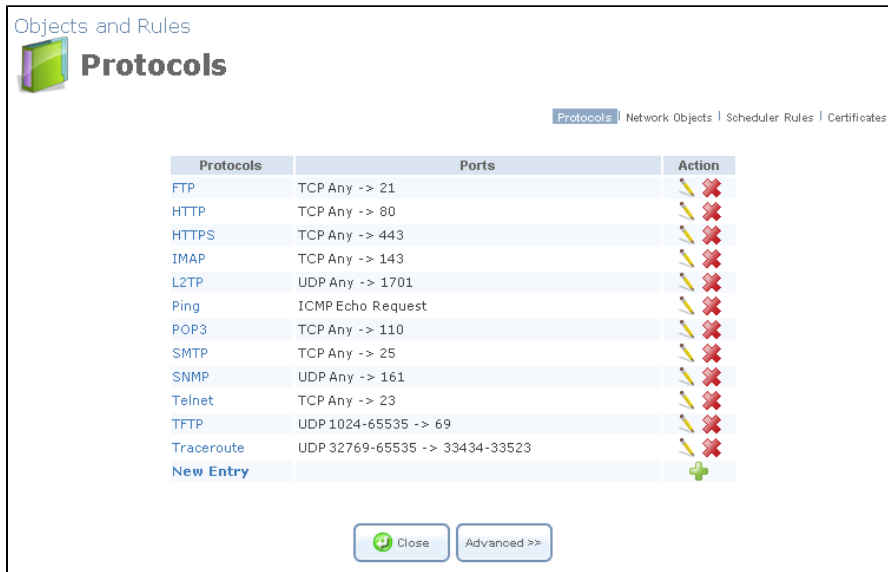 Objects and Rules
Protocols
Protocols | Network Objects | Scheduler Rules | Certificates
Protocols Ports Action
FTP TCP Any -> 21
HTTP TCP Any -> 80
HTTPS TCP Any -> 443
IMAP TCP Any -> 143
L2TP UDP Any -> 1701
Ping ICMP Echo Request
POP3 TCP Any -> 110
SMTP TCP Any -> 25
SNMP UDP Any -> 161
Telnet TCP Any -> 23
TFTP UDP 1024-65535 -> 69
Traceroute UDP 32769-65535 -> 33434-33523
New Entry
Close Advanced >>